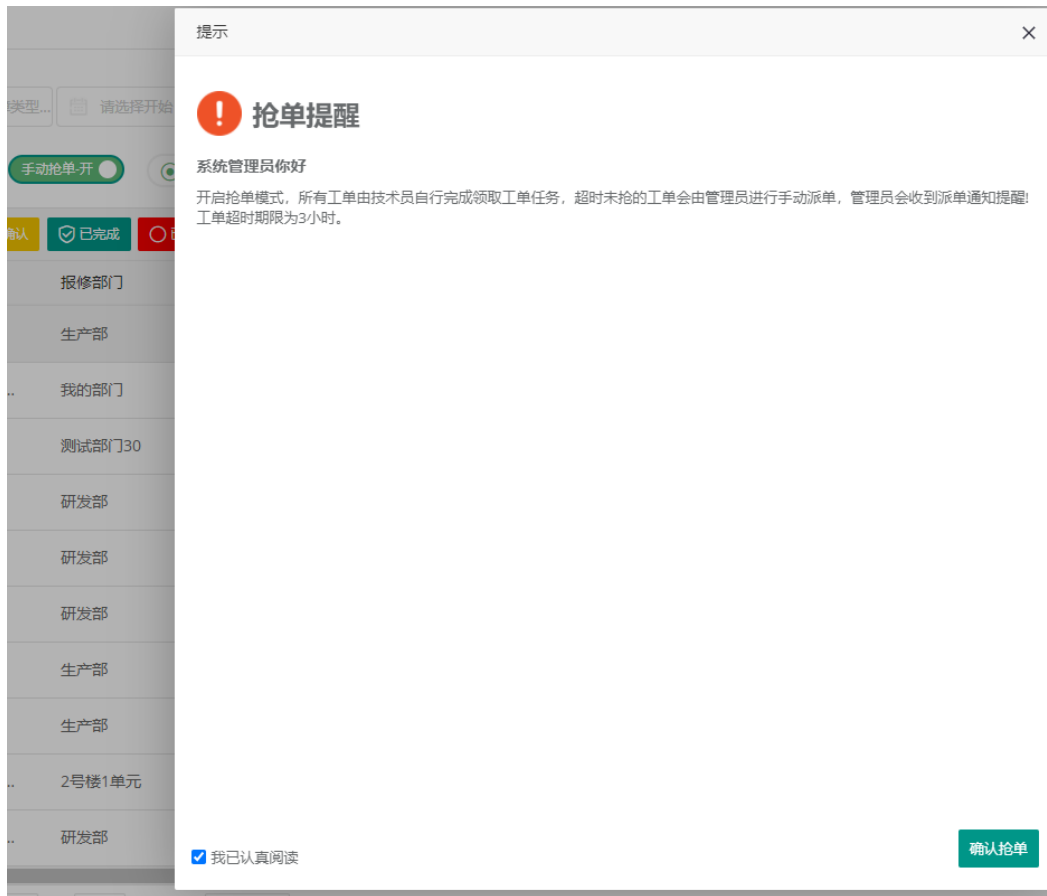 提示
类型...
请选择开始
抢单提醒
手动抢单-开
系统管理员你好
开启抢单模式，所有工单由技术员自行完成领取工单任务，超时未抢的工单会由管理员进行手动派单，管理员会收到派单通知提醒!
工单超时期限为3小时。
确认
已完成
报修部门
生产部
...
我的部门
测试部门30
研发部
研发部
研发部
生产部
生产部
...
2号楼1单元
...
研发部
我已认真阅读
确认抢单